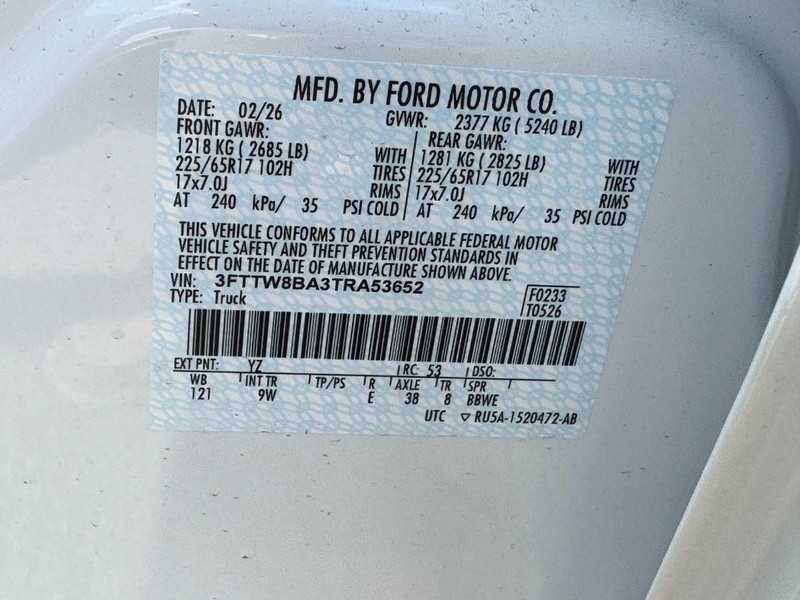 MFD. BY FORD MOTOR CO.
DATE: 02/26 GVWR: 2377 KG ( 5240 LB)
FRONT GAWR: REAR GAWR:
1218 KG ( 2685 LB) WITH 1281 KG ( 2825 LB) WITH
225/65R17 102H TIRES 225/65R17 102H TIRES
17x7.0J RIMS 17x7.0J RIMS
AT 240 kPa/ 35 PSI COLD AT 240 kPa/ 35 PSI COLD
THIS VEHICLE CONFORMS TO ALL APPLICABLE FEDERAL MOTOR
VEHICLE SAFETY AND THEFT PREVENTION STANDARDS IN
EFFECT ON THE DATE OF MANUFACTURE SHOWN ABOVE.
VIN: 3FTTW8BA3TRA53652 F0233
TYPE: Truck T0526
EXT PNT: YZ RC: 53 DSO:
WB INT TR TP/PS R AXLE TR SPR
121 9W E 38 8 BBWE
UTC ▽ RU5A-1520472-AB